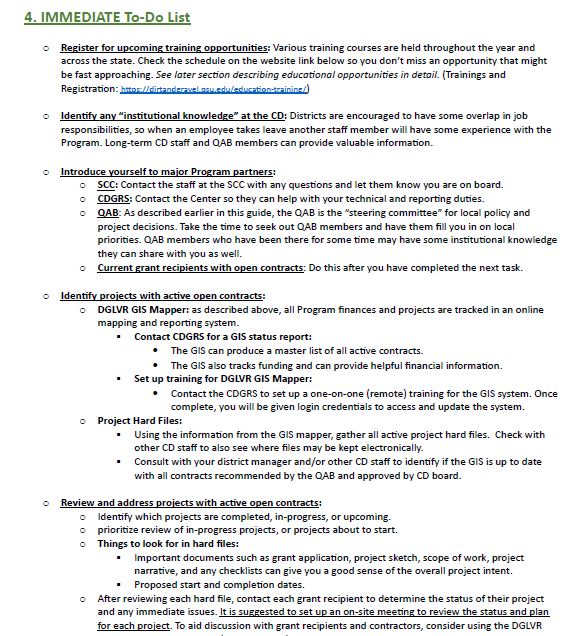 4. IMMEDIATE To-Do List
o Register for upcoming training opportunities: Various training courses are held throughout the year and
across the state. Check the schedule on the website link below so you don't miss an opportunity that might
be fast approaching. See later section describing educational opportunities in detail. (Trainings and
Registration: https://dirtandgravel.psu.edu/education-training/)
o Identify any "institutional knowledge" at the CD: Districts are encouraged to have some overlap in job
responsibilities, so when an employee takes leave another staff member will have some experience with the
Program. Long-term CD staff and QAB members can provide valuable information.
o Introduce yourself to major Program partners:
o SCC: Contact the staff at the SCC with any questions and let them know you are on board.
o CDGRS: Contact the Center so they can help with your technical and reporting duties.
o QAB: As described earlier in this guide, the QAB is the "steering committee" for local policy and
project decisions. Take the time to seek out QAB members and have them fill you in on local
priorities. QAB members who have been there for some time may have some institutional knowledge
they can share with you as well.
o Current grant recipients with open contracts: Do this after you have completed the next task.
o Identify projects with active open contracts:
o DGLVR GIS Mapper: as described above, all Program finances and projects are tracked in an online
mapping and reporting system.
▪ Contact CDGRS for a GIS status report:
• The GIS can produce a master list of all active contracts.
• The GIS also tracks funding and can provide helpful financial information.
▪ Set up training for DGLVR GIS Mapper:
• Contact the CDGRS to set up a one-on-one (remote) training for the GIS system. Once
complete, you will be given login credentials to access and update the system.
o Project Hard Files:
▪ Using the information from the GIS mapper, gather all active project hard files. Check with
other CD staff to also see where files may be kept electronically.
▪ Consult with your district manager and/or other CD staff to identify if the GIS is up to date
with all contracts recommended by the QAB and approved by CD board.
o Review and address projects with active open contracts:
o Identify which projects are completed, in-progress, or upcoming.
o prioritize review of in-progress projects, or projects about to start.
o Things to look for in hard files:
▪ Important documents such as grant application, project sketch, scope of work, project
narrative, and any checklists can give you a good sense of the overall project intent.
▪ Proposed start and completion dates.
o After reviewing each hard file, contact each grant recipient to determine the status of their project
and any immediate issues. It is suggested to set up an on-site meeting to review the status and plan
for each project. To aid discussion with grant recipients and contractors, consider using the DGLVR